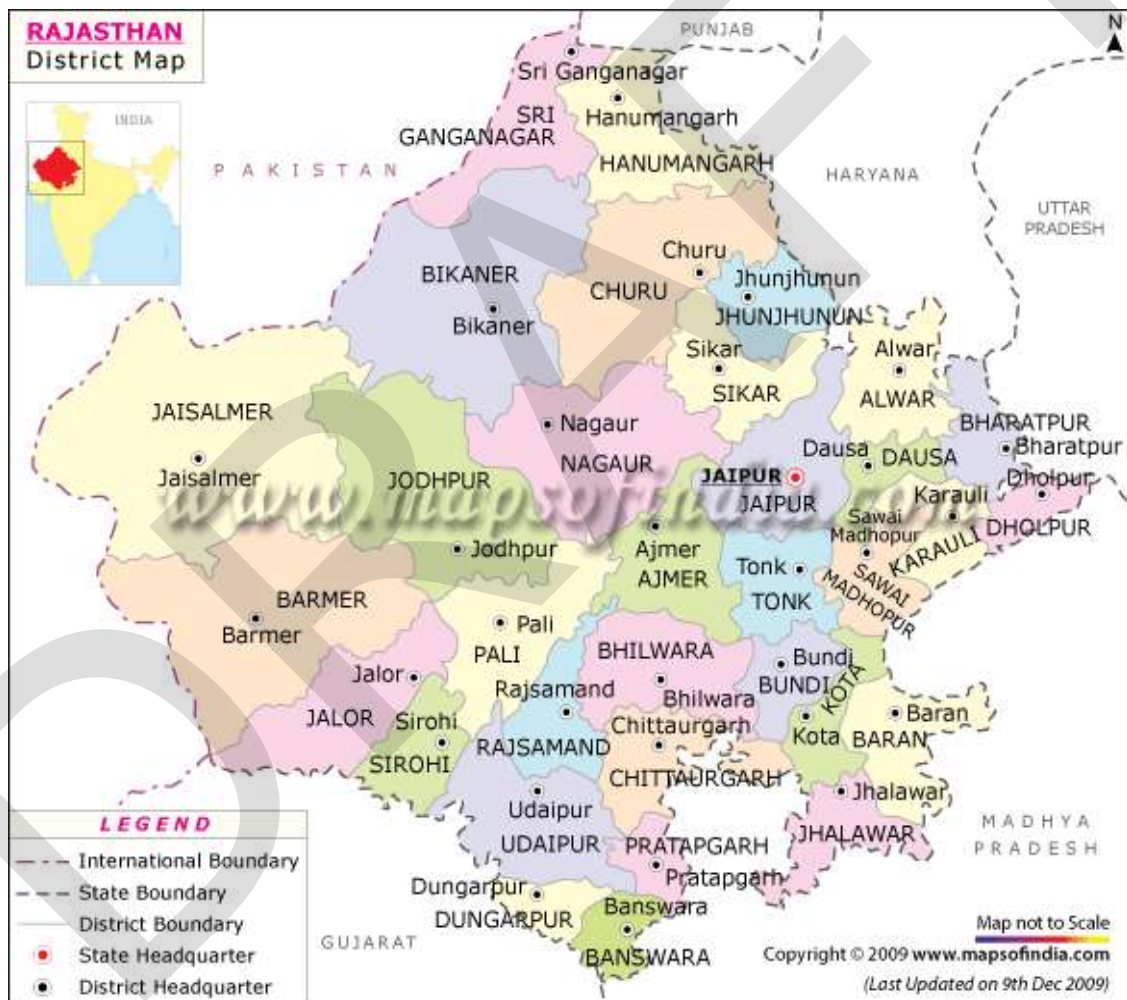 RAJASTHAN
District Map
N
INDIA
PUNJAB
PAKISTAN
HARYANA
UTTAR
PRADESH
Sri Ganganagar
SRI
GANGANAGAR
Hanumangarh
HANUMANGARH
BIKANER
Bikaner
Churu
CHURU
Jhunjhunun
JHUNJHUNUN
Sikar
SIKAR
Alwar
ALWAR
JAISALMER
Jaisalmer
JODHPUR
Jodhpur
Nagaur
NAGAUR
JAIPUR
JAIPUR
Dausa
DAUSA
BHARATPUR
Bharatpur
Dholpur
DHOLPUR
Karauli
KARAULI
Sawai
Madhopur
SAWAI
MADHOPUR
www.mapsofindia.com
Ajmer
AJMER
Tonk
TONK
BARMER
Barmer
Pali
PALI
Jalor
JALOR
Sirohi
SIROHI
Rajsamand
RAJSAMAND
BHILWARA
Bhilwara
Bundi
BUNDI
KOTA
Kota
Baran
BARAN
Chittaurgarh
CHITTAURGARH
Udaipur
UDAIPUR
Jhalawar
JHALAWAR
PRATAPGARH
Pratapgarh
Dungarpur
DUNGARPUR
Banswara
BANSWARA
GUJARAT
MADHYA
PRADESH
LEGEND
International Boundary
State Boundary
District Boundary
State Headquarter
District Headquarter
Map not to Scale
Copyright © 2009 www.mapsofindia.com
(Last Updated on 9th Dec 2009)
DRAFT